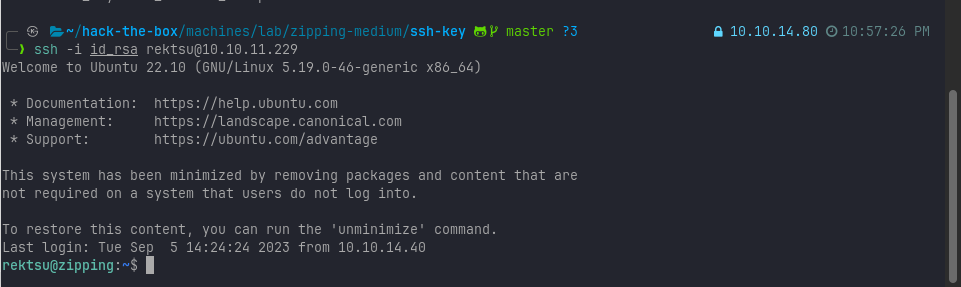 ~/hack-the-box/machines/lab/zipping-medium/ssh-key master ?3 10.10.14.80 10:57:26 PM
ssh -i id_rsa rektsu@10.10.11.229
Welcome to Ubuntu 22.10 (GNU/Linux 5.19.0-46-generic x86_64)
* Documentation:  https://help.ubuntu.com
* Management:     https://landscape.canonical.com
* Support:        https://ubuntu.com/advantage
This system has been minimized by removing packages and content that are
not required on a system that users do not log into.
To restore this content, you can run the 'unminimize' command.
Last login: Tue Sep  5 14:24:24 2023 from 10.10.14.40
rektsu@zipping:~$